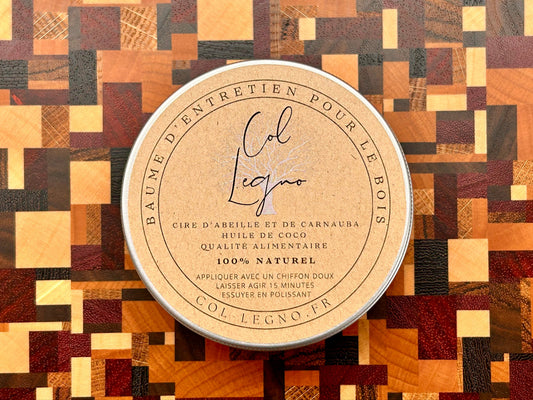 BAUME D'ENTRETIEN POUR LE BOIS
Col
Legno
CIRE D'ABEILLE ET DE CARNAUBA
HUILE DE COCO
QUALITE ALIMENTAIRE
100% NATUREL
APPLIQUER AVEC UN CHIFFON DOUX
LAISSER AGIR 15 MINUTES
ESSUYER EN POLISSANT
COL-LEGNO.FR